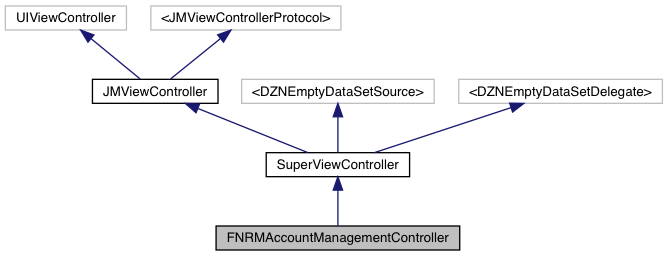 UIViewController
<JMViewControllerProtocol>
JMViewController
<DZNEmptyDataSetSource>
<DZNEmptyDataSetDelegate>
SuperViewController
FNRMAccountManagementController